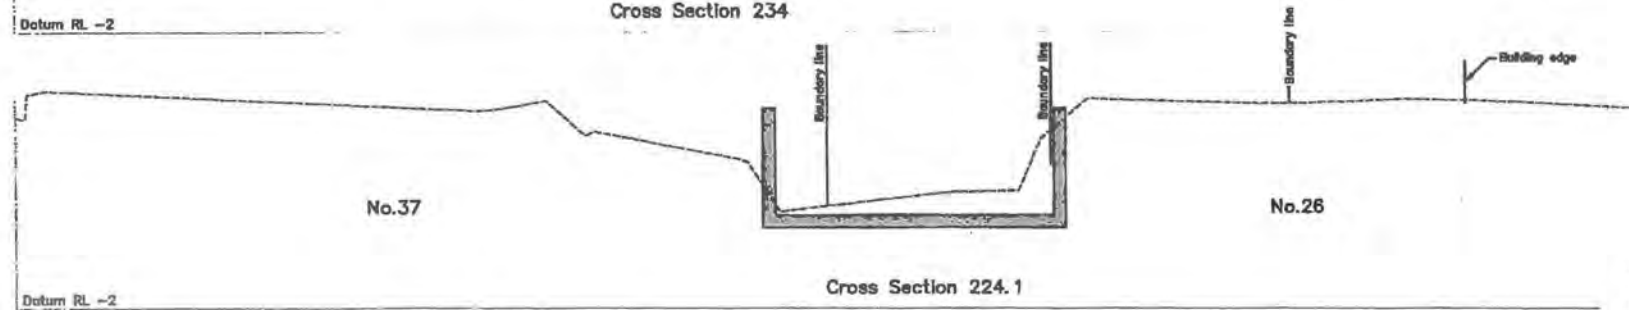 Cross Section 234
Datum RL -2
Boundary line
Boundary line
Boundary line
Building edge
No.37
No.26
Cross Section 224.1
Datum RL -2